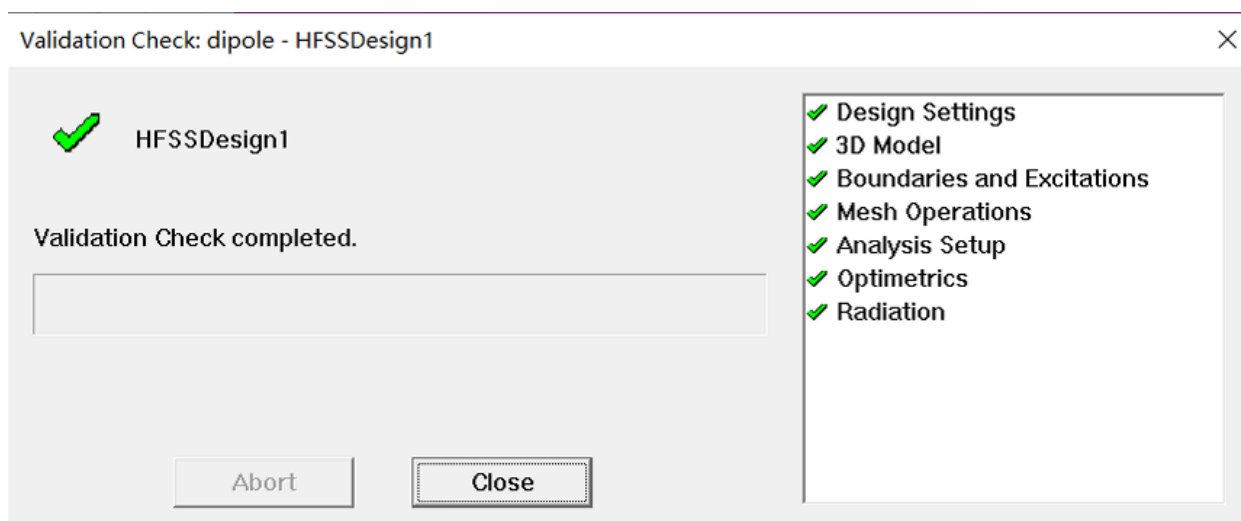 Validation Check: dipole - HFSSDesign1
HFSSDesign1
Validation Check completed.
Abort
Close
Design Settings
3D Model
Boundaries and Excitations
Mesh Operations
Analysis Setup
Optimetrics
Radiation